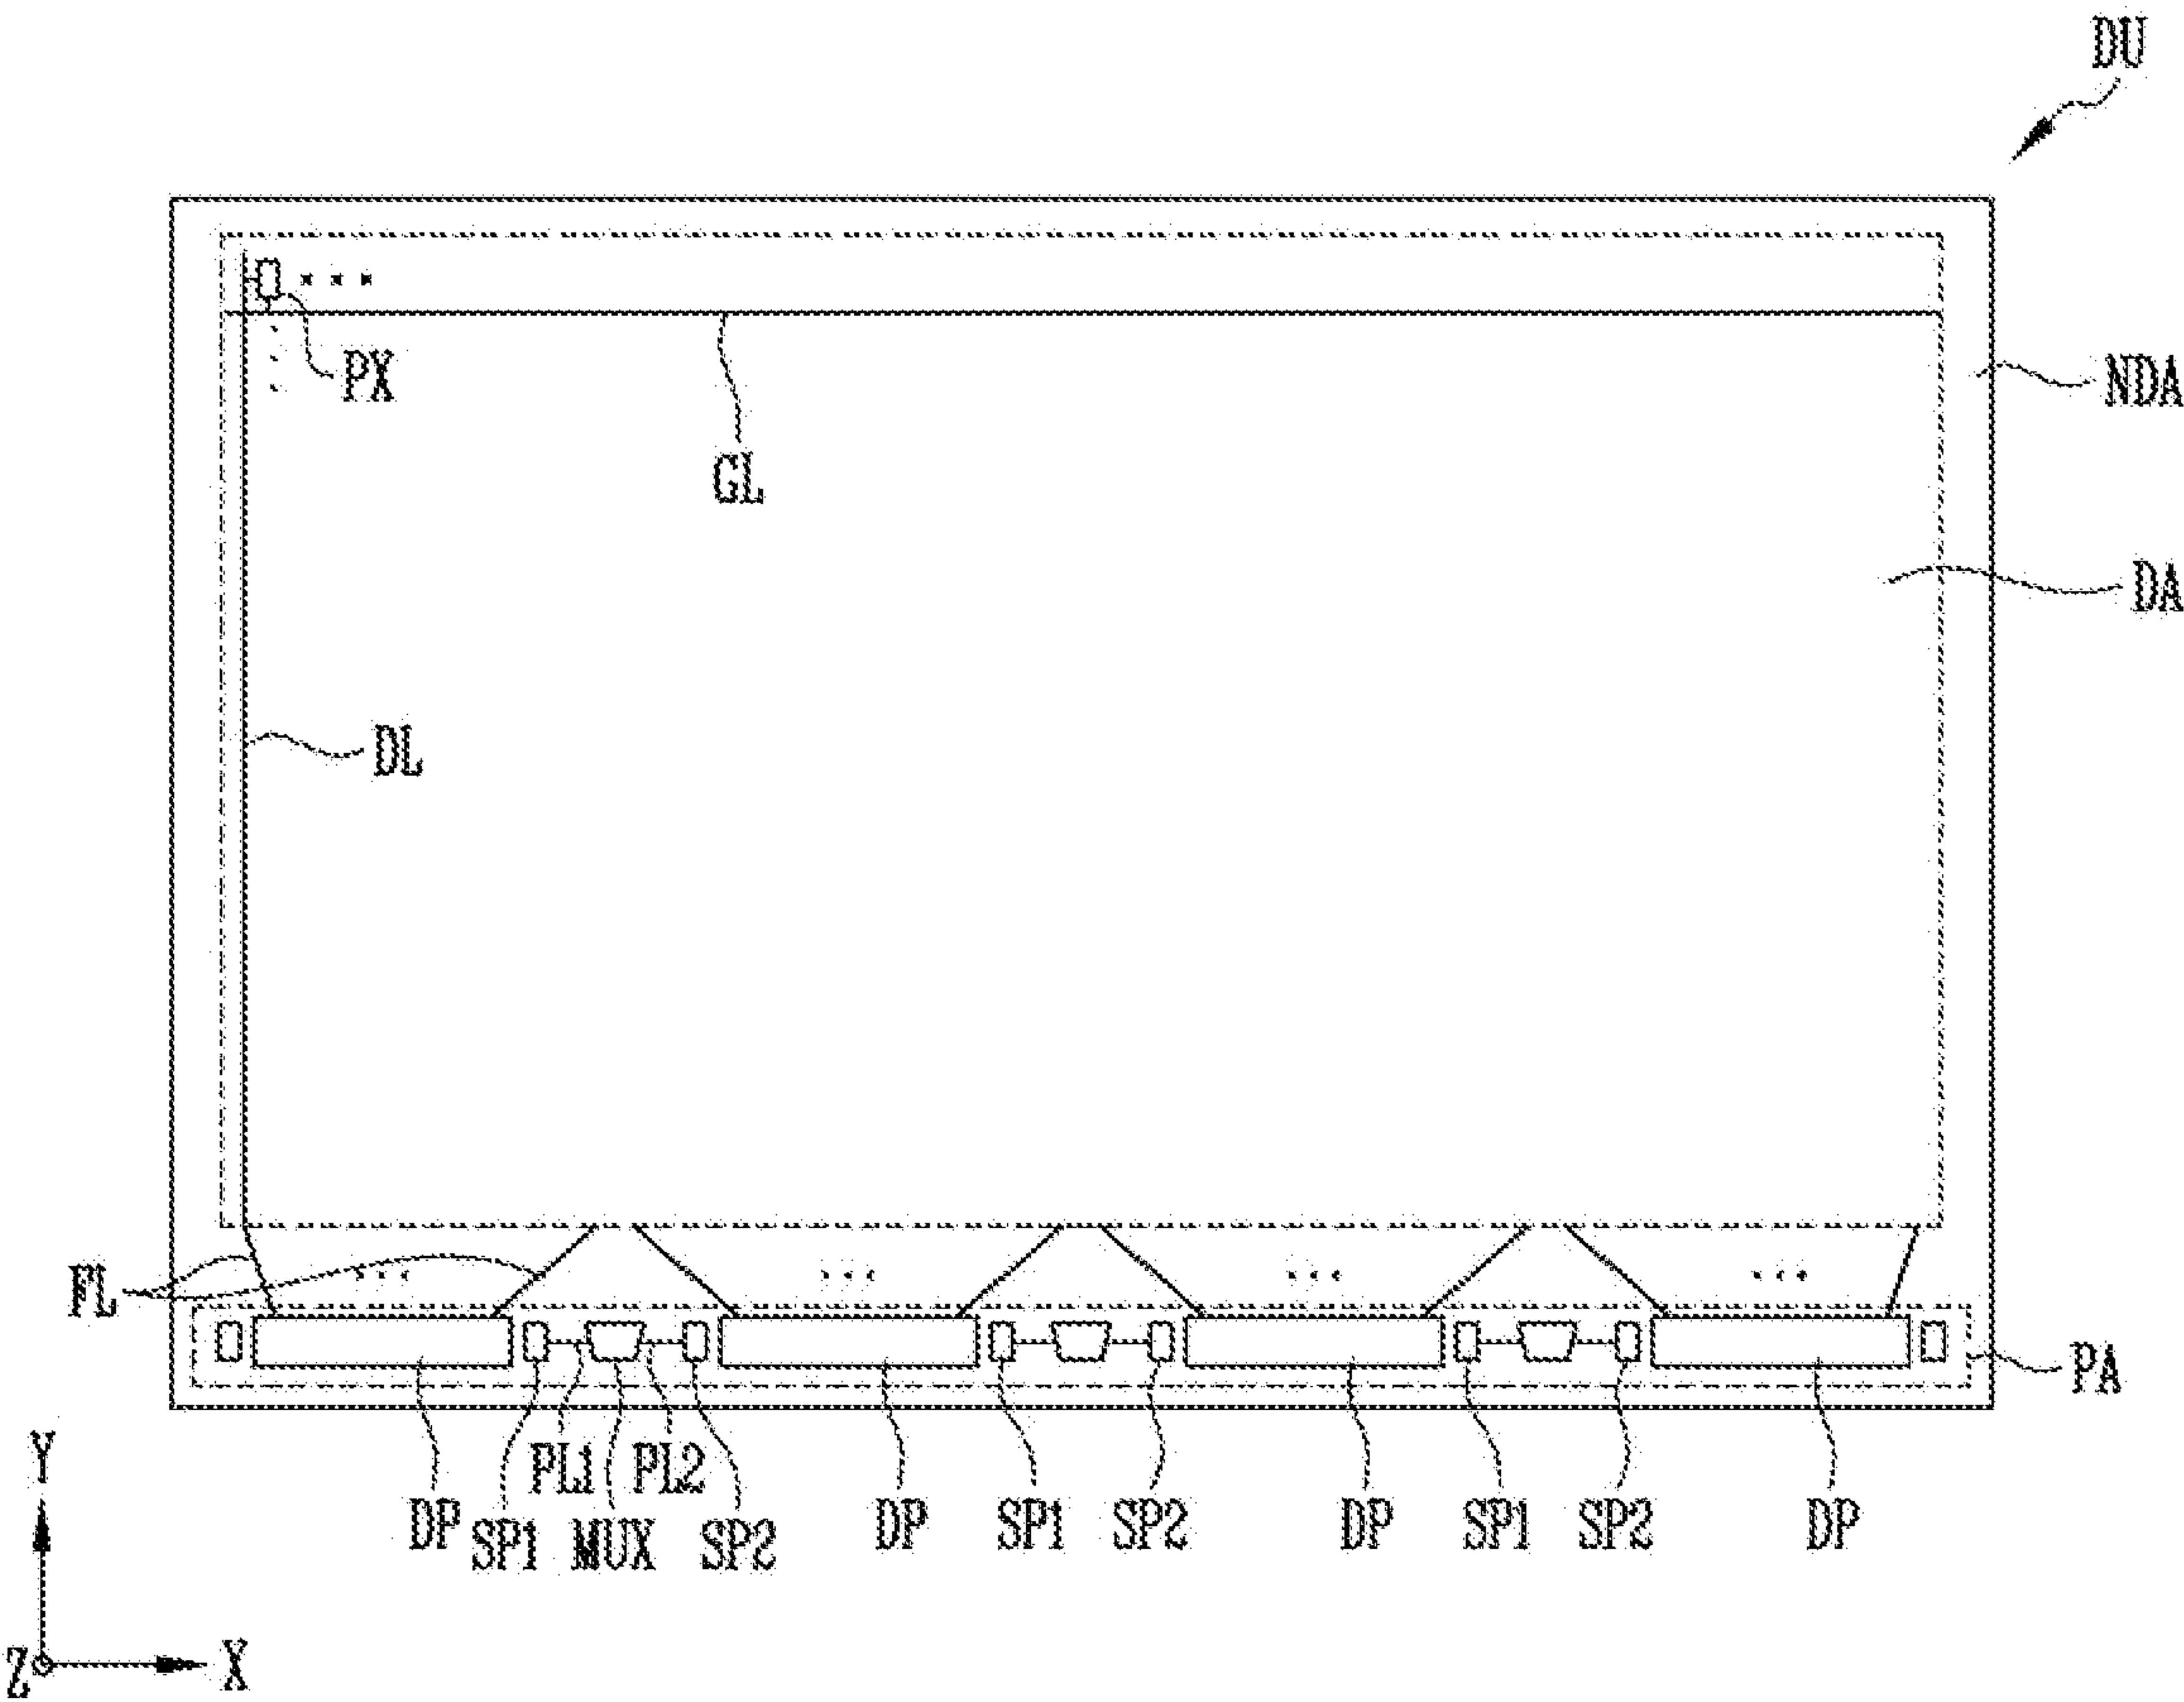 DU
PX
NDA
GL
DA
DL
FL
PA
PL1 PL2
DP SP1 MUX SP2 DP SP1 SP2 DP SP1 SP2 DP
Y
Z X